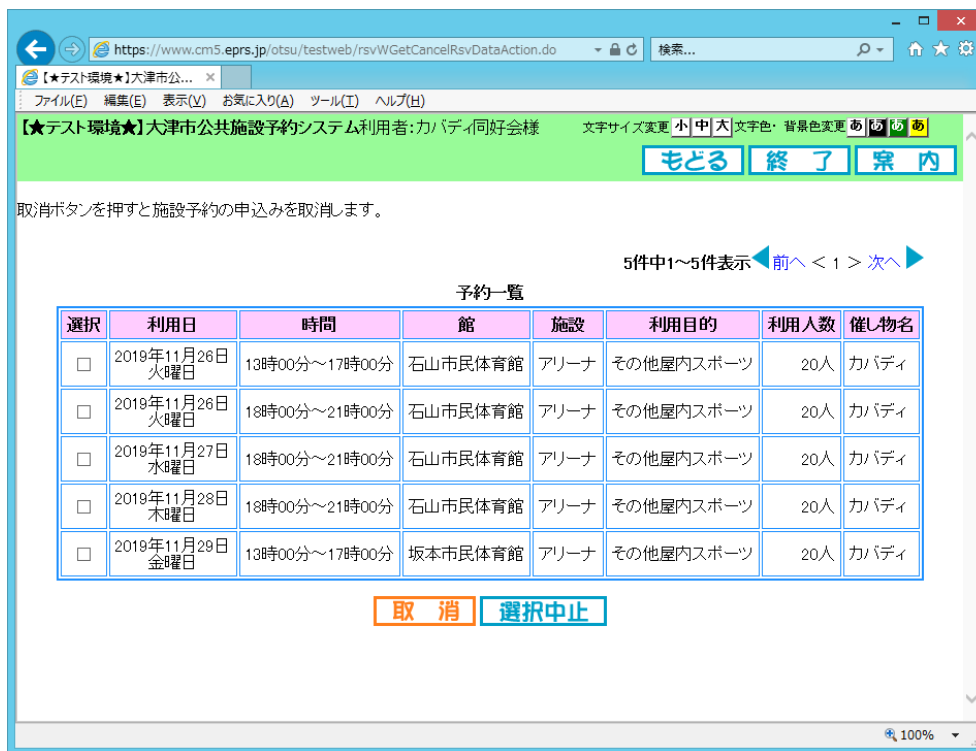 https://www.cm5.eprs.jp/otsu/testweb/rsvWGetCancelRsvDataAction.do 検索...
【★テスト環境★】大津市公...
ファイル(F) 編集(E) 表示(V) お気に入り(A) ツール(T) ヘルプ(H)
【★テスト環境★】大津市公共施設予約システム利用者:カバディ同好会様 文字サイズ変更 小 中 大 文字色・背景色変更 あ あ あ あ
もどる 終 了 案 内
取消ボタンを押すと施設予約の申込みを取消します。
5件中1～5件表示 前へ < 1 > 次へ
予約一覧
選択 利用日 時間 館 施設 利用目的 利用人数 催し物名
2019年11月26日 火曜日 13時00分～17時00分 石山市民体育館 アリーナ その他屋内スポーツ 20人 カバディ
2019年11月26日 火曜日 18時00分～21時00分 石山市民体育館 アリーナ その他屋内スポーツ 20人 カバディ
2019年11月27日 水曜日 18時00分～21時00分 石山市民体育館 アリーナ その他屋内スポーツ 20人 カバディ
2019年11月28日 木曜日 18時00分～21時00分 石山市民体育館 アリーナ その他屋内スポーツ 20人 カバディ
2019年11月29日 金曜日 13時00分～17時00分 坂本市民体育館 アリーナ その他屋内スポーツ 20人 カバディ
取 消 選択中止
100%